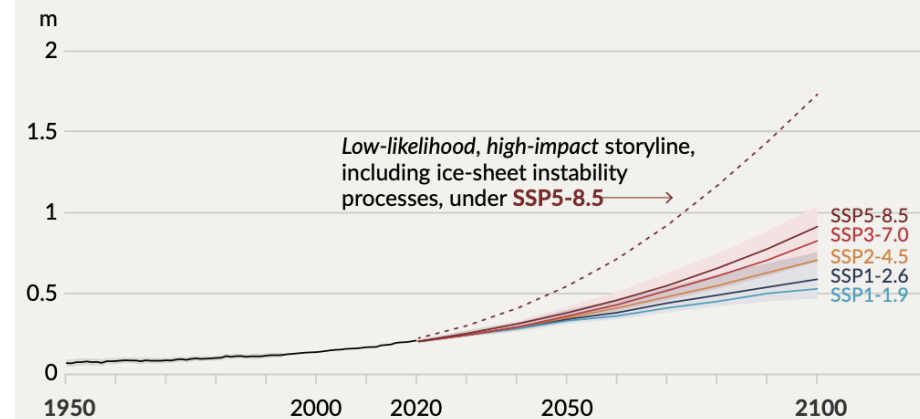 m
2
1.5
Low-likelihood, high-impact storyline,
including ice-sheet instability
processes, under SSP5-8.5
1
SSP5-8.5
SSP3-7.0
SSP2-4.5
SSP1-2.6
SSP1-1.9
0.5
0
1950
2000
2020
2050
2100